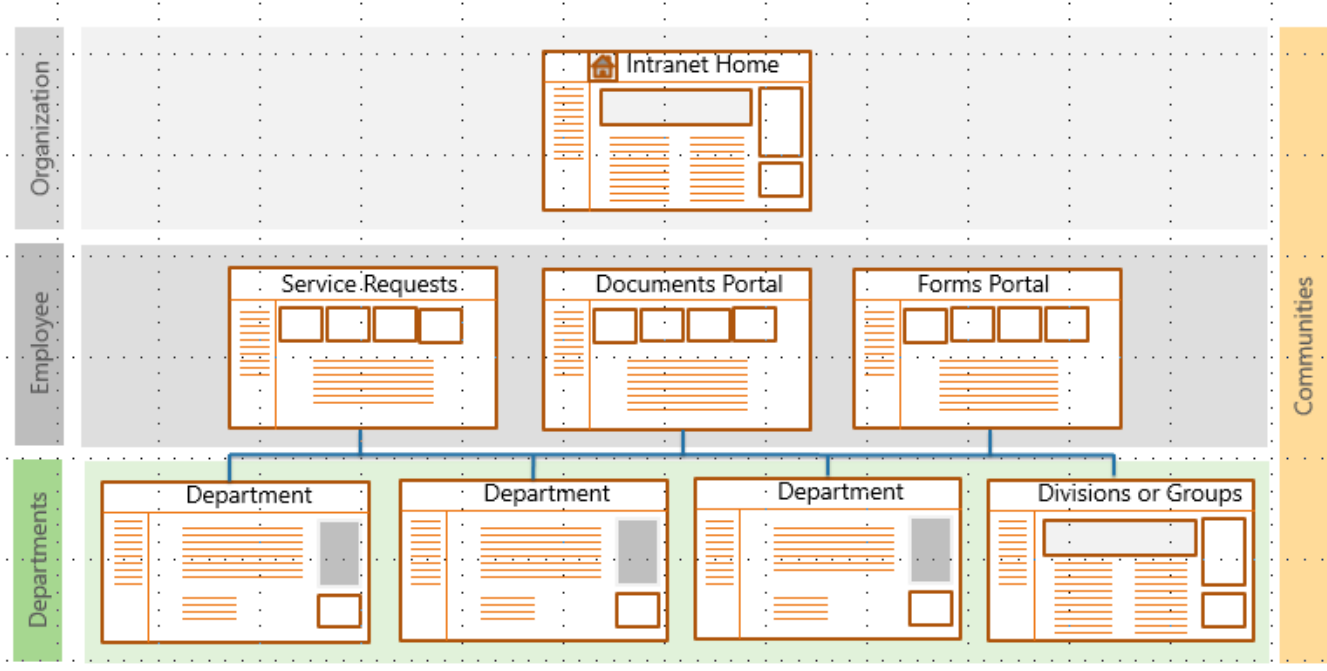 Organization
Intranet Home
Employee
Service Requests
Documents Portal
Forms Portal
Communities
Departments
Department
Department
Department
Divisions or Groups